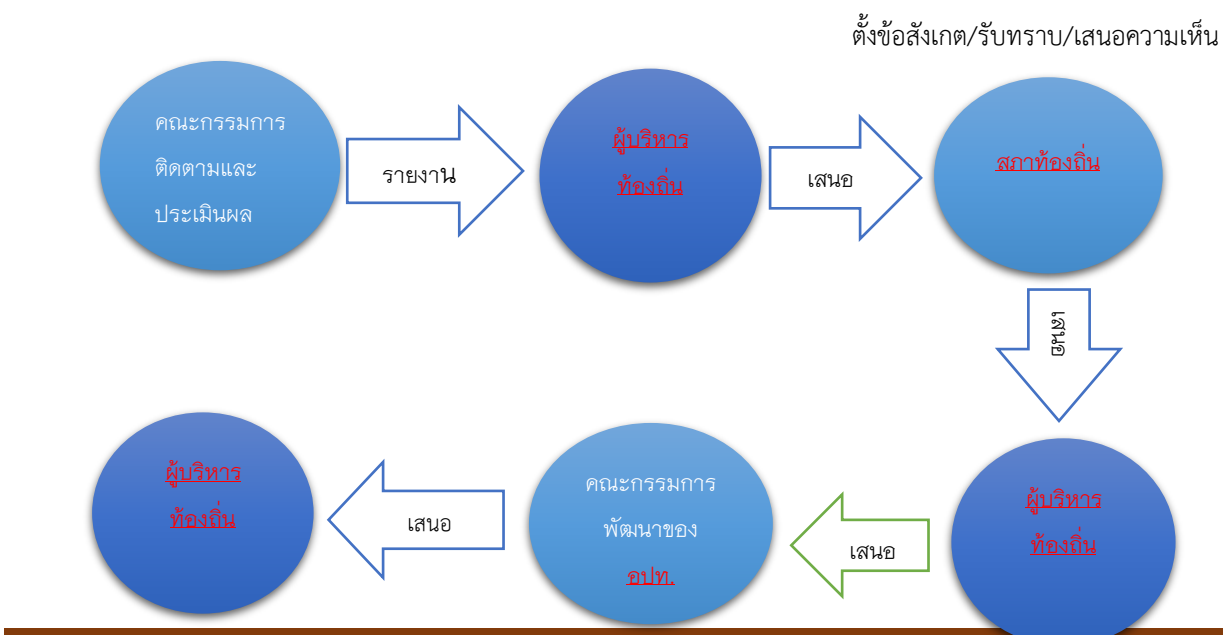 ตั้งข้อสังเกต/รับทราบ/เสนอความเห็น
คณะกรรมการ
ติดตามและ
ประเมินผล
รายงาน
ผู้บริหาร
ท้องถิ่น
เสนอ
สภาท้องถิ่น
เสนอ
ผู้บริหาร
ท้องถิ่น
เสนอ
คณะกรรมการ
พัฒนาของ
อปท.
เสนอ
ผู้บริหาร
ท้องถิ่น